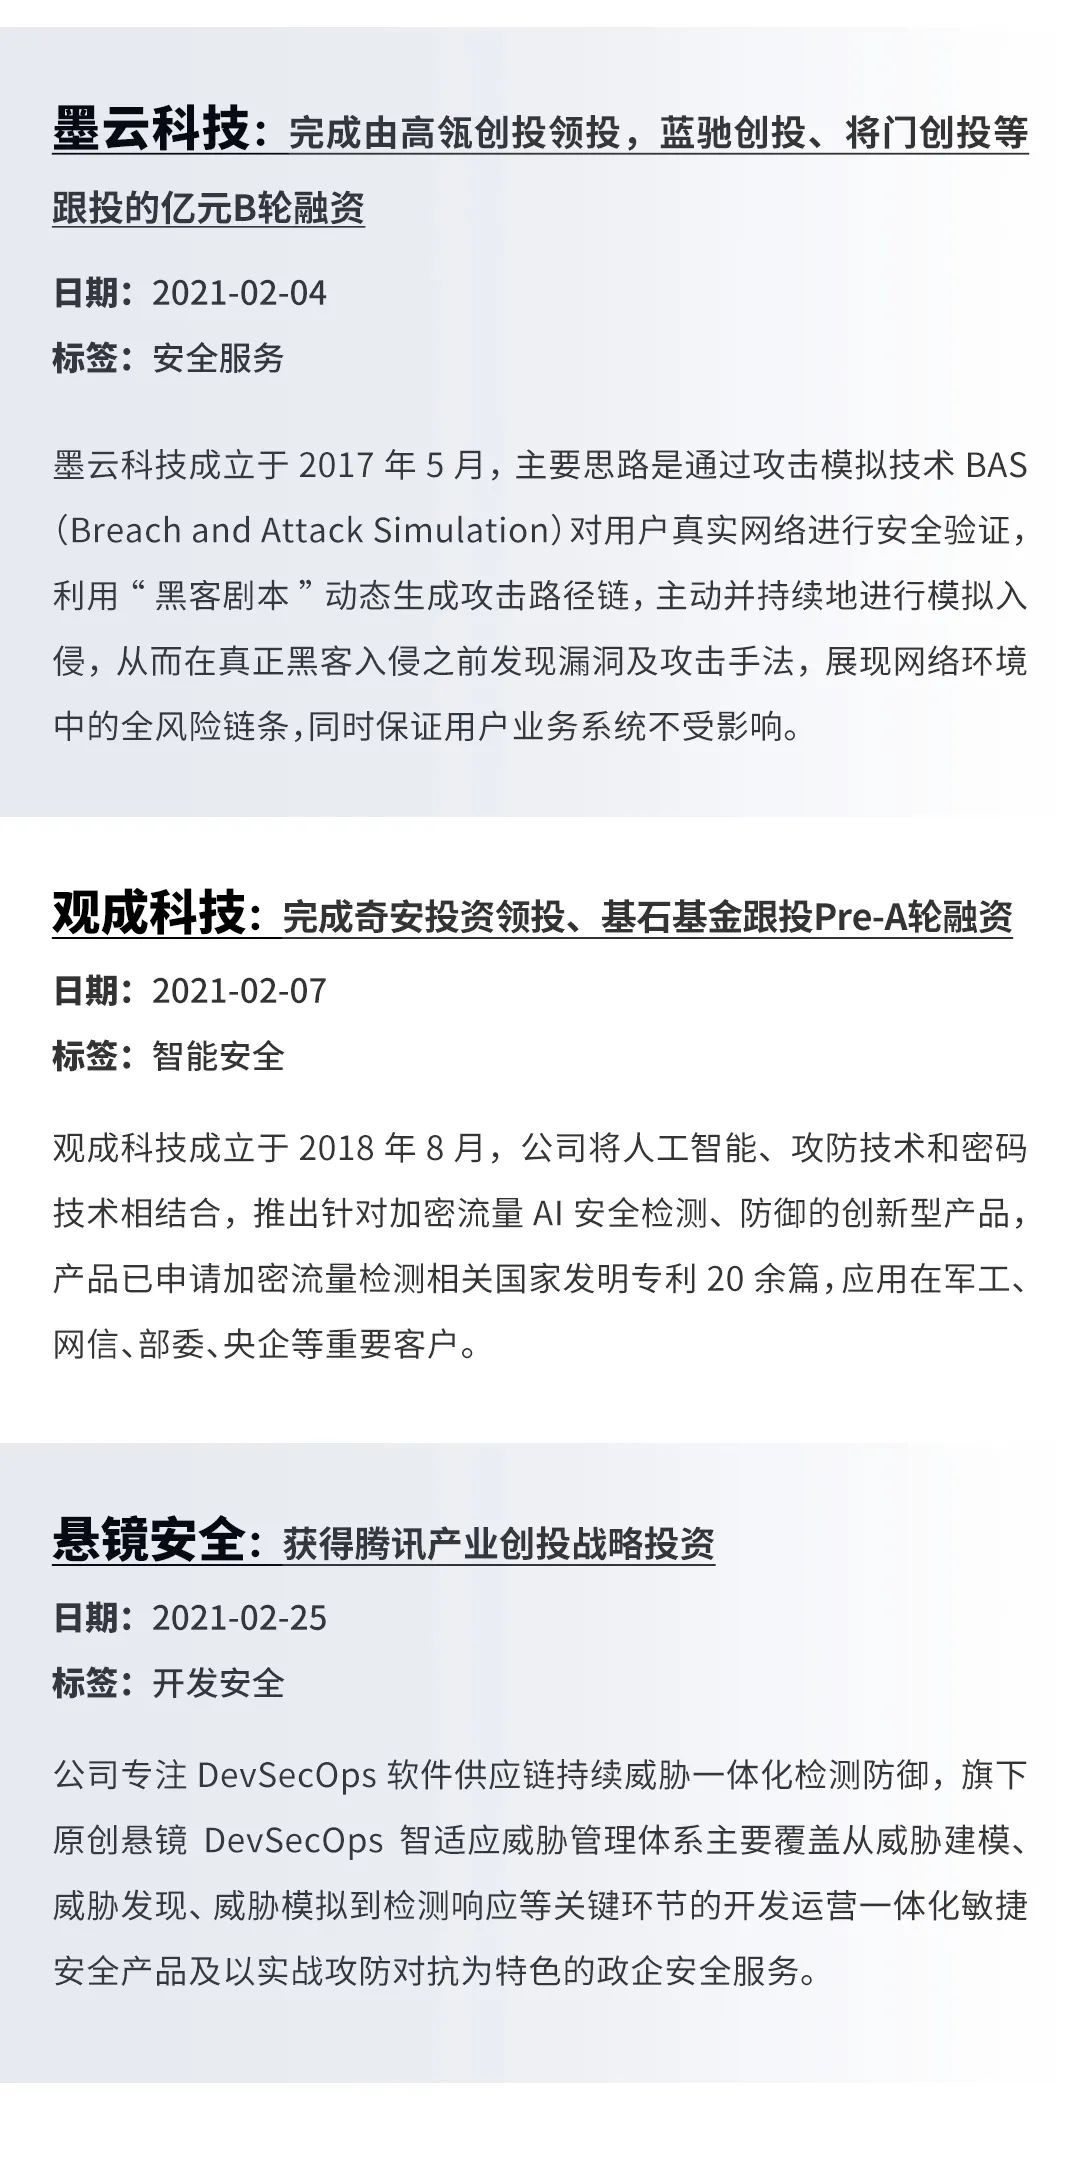 墨云科技：完成由高瓴创投领投，蓝驰创投、将门创投等
跟投的亿元B轮融资
日期：2021-02-04
标签：安全服务
墨云科技成立于 2017 年 5 月，主要思路是通过攻击模拟技术 BAS
（Breach and Attack Simulation）对用户真实网络进行安全验证，
利用“黑客剧本”动态生成攻击路径链，主动并持续地进行模拟入
侵，从而在真正黑客入侵之前发现漏洞及攻击手法，展现网络环境
中的全风险链条，同时保证用户业务系统不受影响。
观成科技：完成奇安投资领投、基石基金跟投Pre-A轮融资
日期：2021-02-07
标签：智能安全
观成科技成立于 2018 年 8 月，公司将人工智能、攻防技术和密码
技术相结合，推出针对加密流量 AI 安全检测、防御的创新型产品，
产品已申请加密流量检测相关国家发明专利 20 余篇，应用在军工、
网信、部委、央企等重要客户。
悬镜安全：获得腾讯产业创投战略投资
日期：2021-02-25
标签：开发安全
公司专注 DevSecOps 软件供应链持续威胁一体化检测防御，旗下
原创悬镜 DevSecOps 智适应威胁管理体系主要覆盖从威胁建模、
威胁发现、威胁模拟到检测响应等关键环节的开发运营一体化敏捷
安全产品及以实战攻防对抗为特色的政企安全服务。